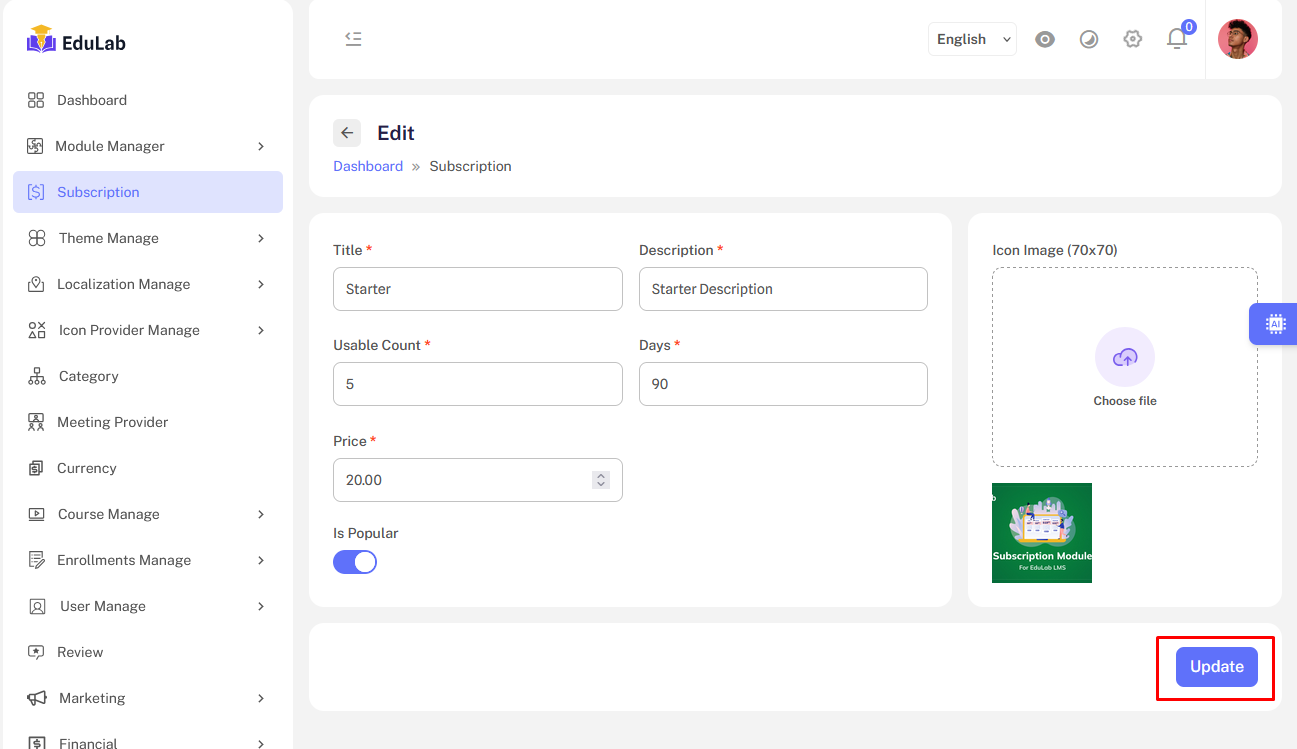 EduLab
Dashboard
Module Manager
Subscription
Theme Manage
Localization Manage
Icon Provider Manage
Category
Meeting Provider
Currency
Course Manage
Enrollments Manage
User Manage
Review
Marketing
Financial
English
0
Edit
Dashboard » Subscription
Title *
Starter
Description *
Starter Description
Usable Count *
5
Days *
90
Price *
20.00
Is Popular
Icon Image (70x70)
Choose file
AI
b
Subscription Module
For EduLab LMS
Update